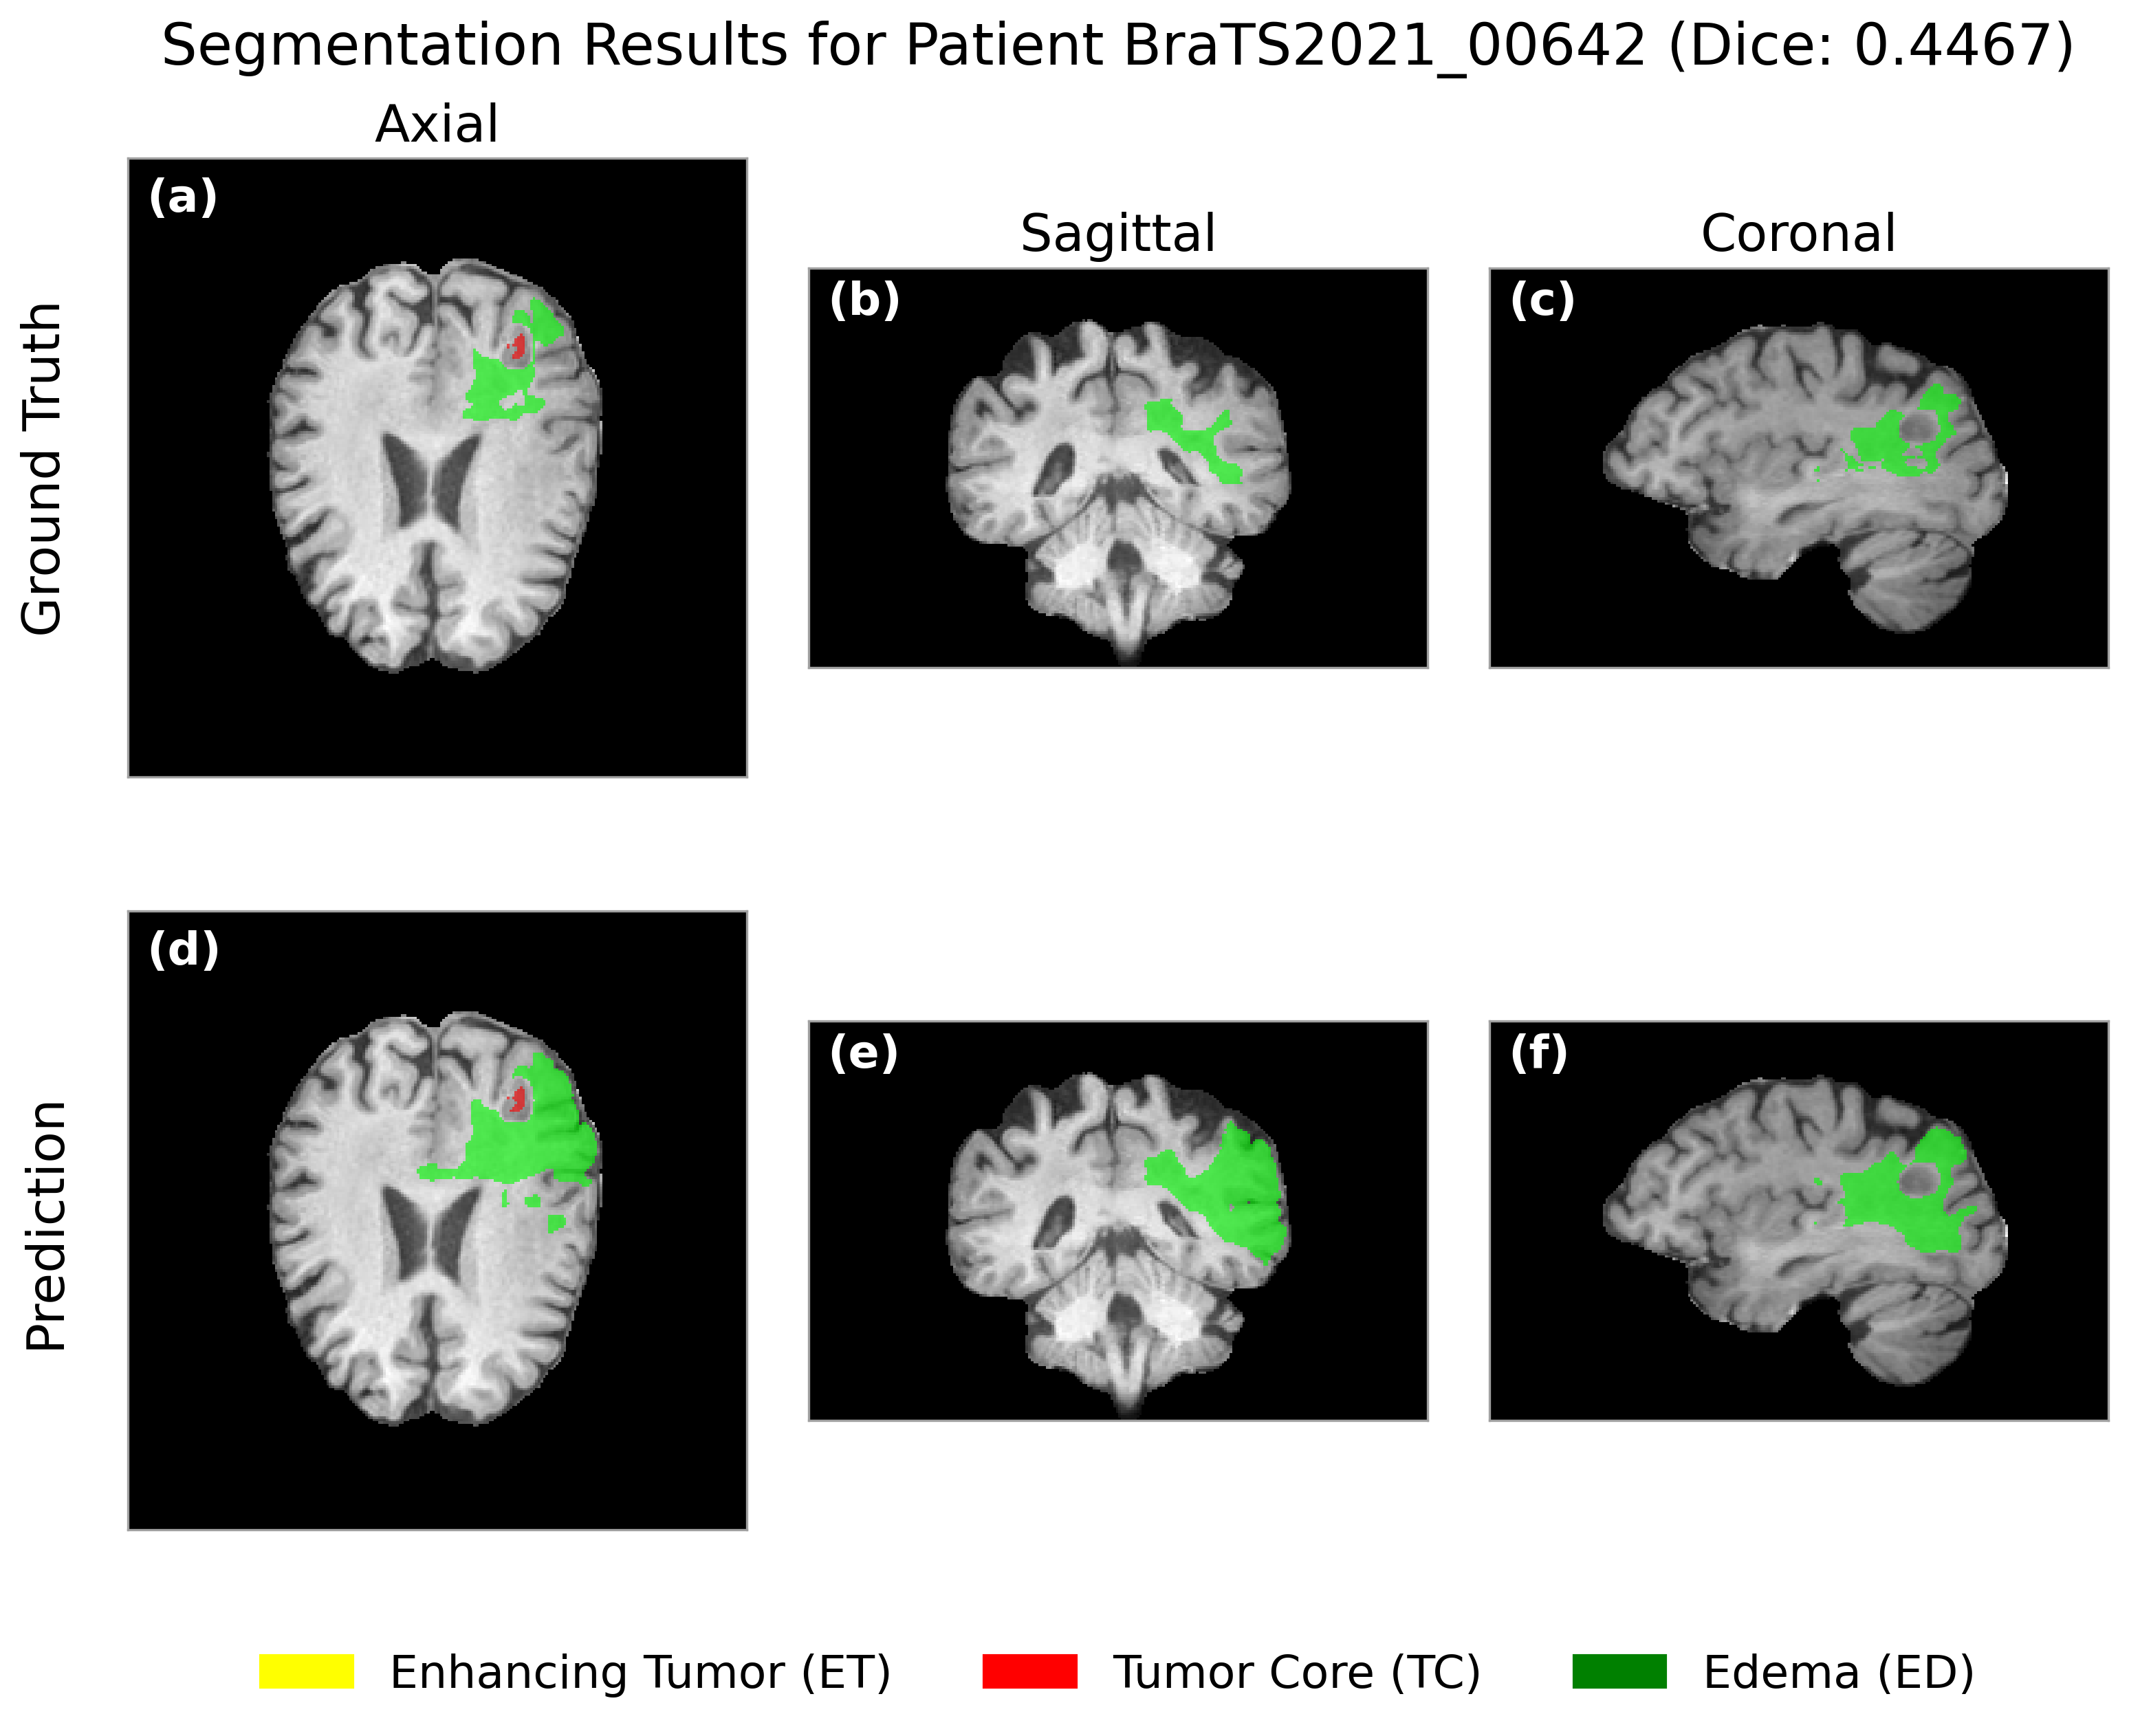 Segmentation Results for Patient BraTS2021_00642 (Dice: 0.4467)
Axial
Sagittal
Coronal
Ground Truth
(a)
(b)
(c)
Prediction
(d)
(e)
(f)
Enhancing Tumor (ET)
Tumor Core (TC)
Edema (ED)